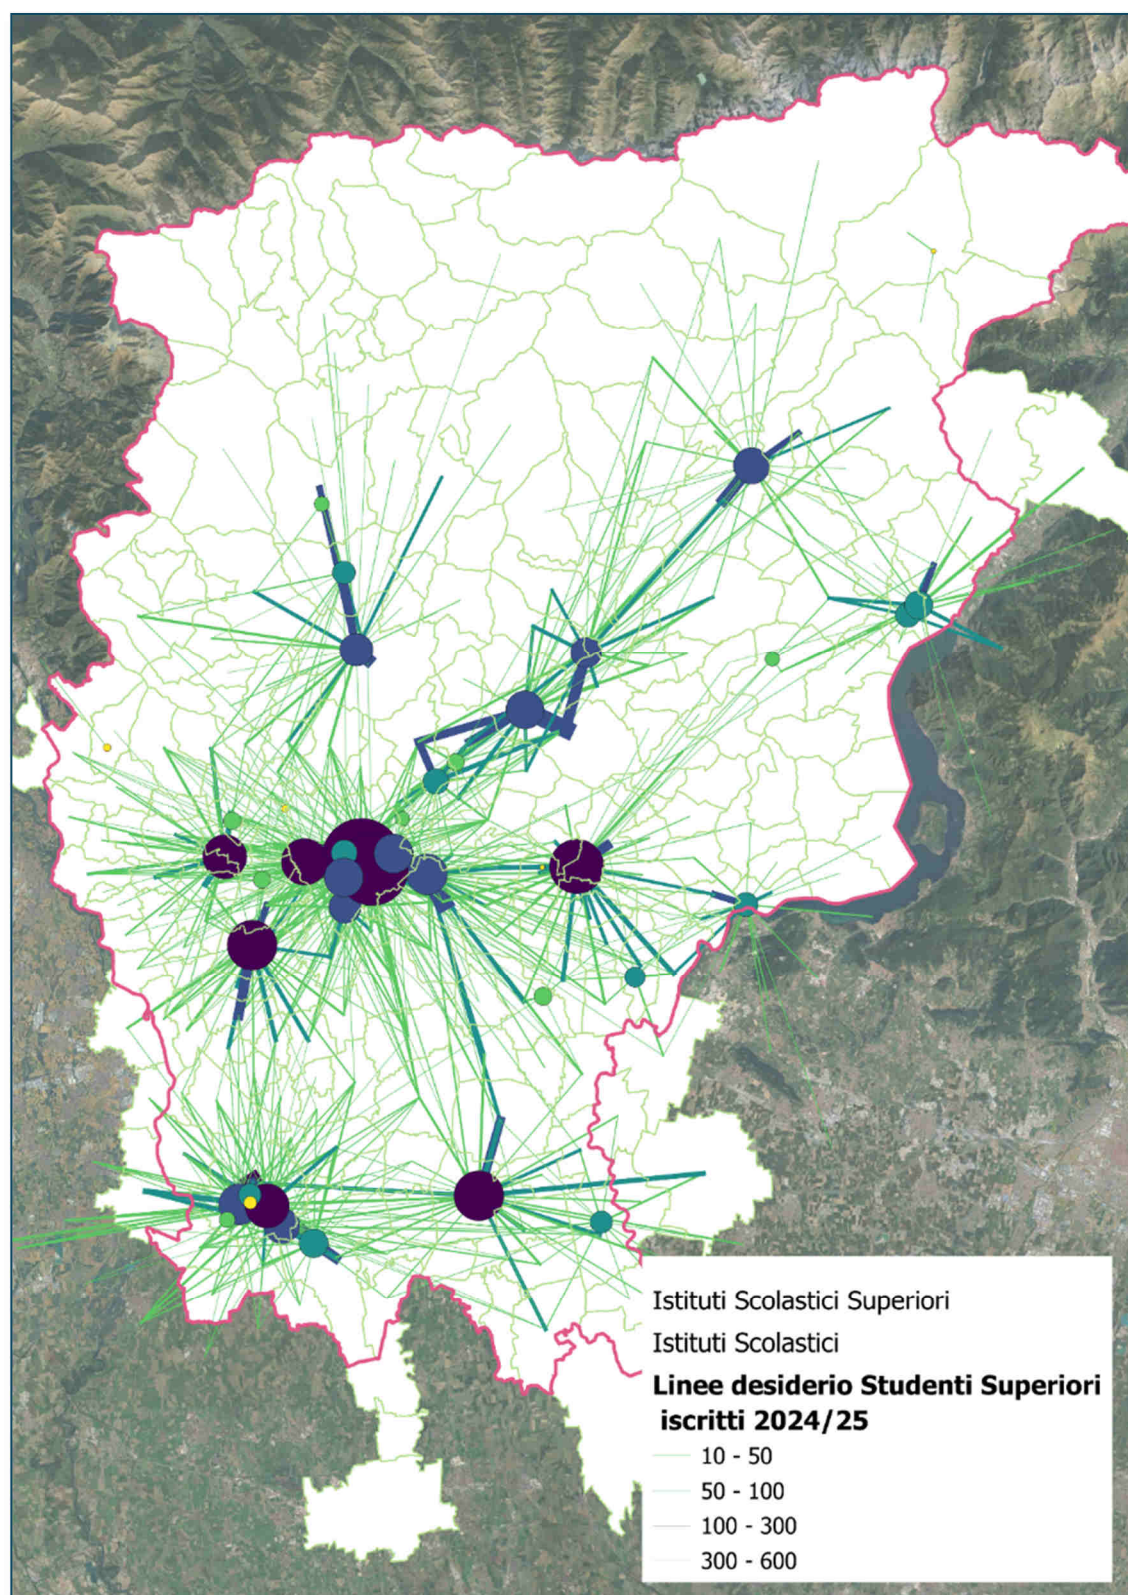 Istituti Scolastici Superiori
Istituti Scolastici
Linee desiderio Studenti Superiori
iscritti 2024/25
10 - 50
50 - 100
100 - 300
300 - 600